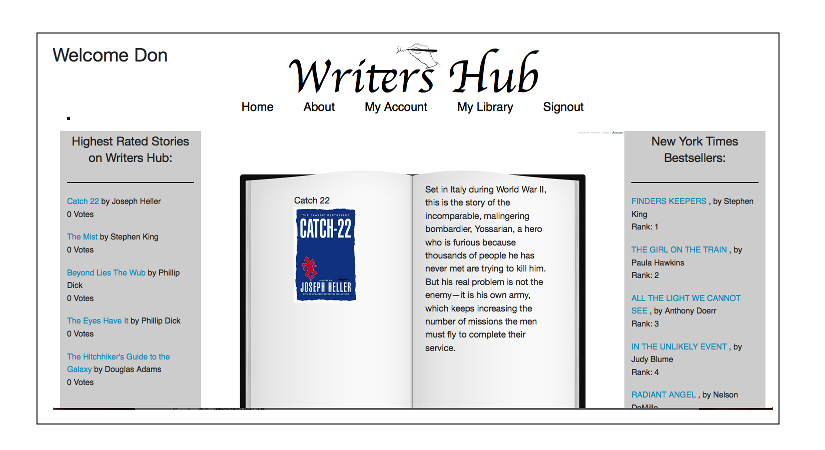 Welcome Don
Writers Hub
Home About My Account My Library Signout
Highest Rated Stories
on Writers Hub:
Catch 22 by Joseph Heller
0 Votes
The Mist by Stephen King
0 Votes
Beyond Lies The Wub by Phillip
Dick
0 Votes
The Eyes Have It by Phillip Dick
0 Votes
The Hitchhiker's Guide to the
Galaxy by Douglas Adams
0 Votes
Catch 22
CATCH-22
JOSEPH HELLER
Set in Italy during World War II,
this is the story of the
incomparable, malingering
bombardier, Yossarian, a hero
who is furious because
thousands of people he has
never met are trying to kill him.
But his real problem is not the
enemy—it is his own army,
which keeps increasing the
number of missions the men
must fly to complete their
service.
New York Times
Bestsellers:
FINDERS KEEPERS , by Stephen
King
Rank: 1
THE GIRL ON THE TRAIN , by
Paula Hawkins
Rank: 2
ALL THE LIGHT WE CANNOT
SEE , by Anthony Doerr
Rank: 3
IN THE UNLIKELY EVENT , by
Judy Blume
Rank: 4
RADIANT ANGEL , by Nelson
DeMille